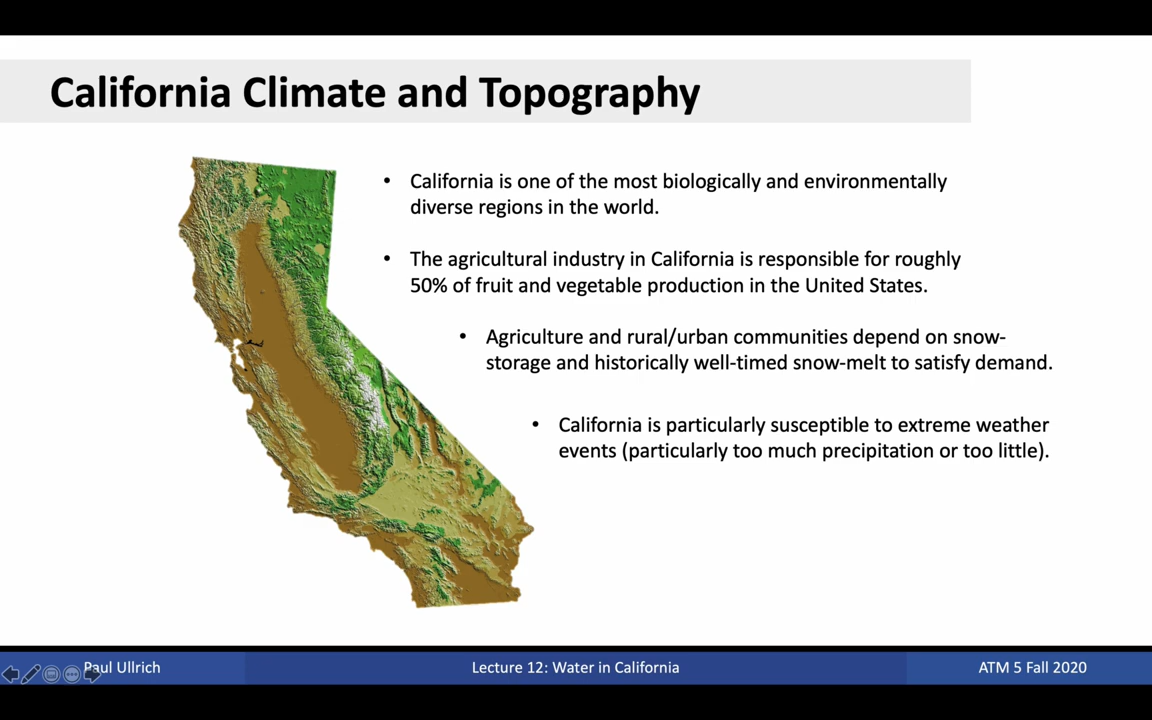 California Climate and Topography
• California is one of the most biologically and environmentally
diverse regions in the world.
• The agricultural industry in California is responsible for roughly
50% of fruit and vegetable production in the United States.
• Agriculture and rural/urban communities depend on snow-
storage and historically well-timed snow-melt to satisfy demand.
• California is particularly susceptible to extreme weather
events (particularly too much precipitation or too little).
Paul Ullrich
Lecture 12: Water in California
ATM 5 Fall 2020